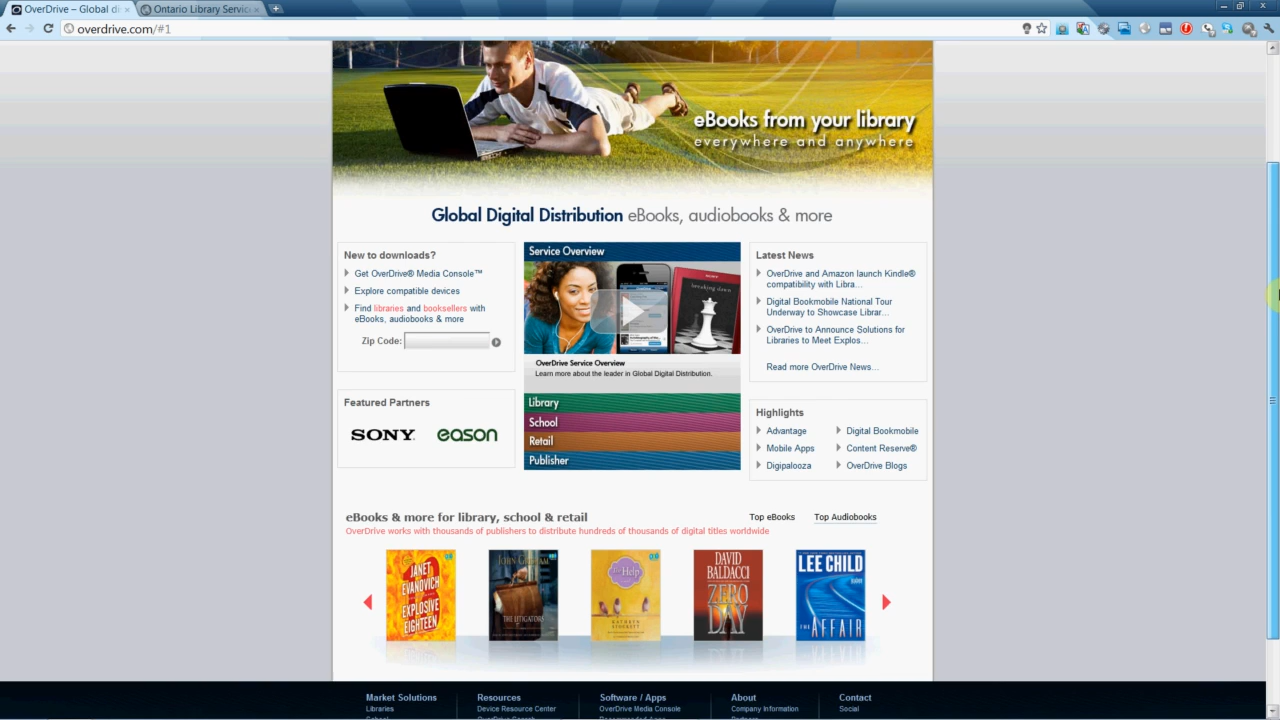 OverDrive – Global di
Ontario Library Servic
overdrive.com/#1
eBooks from your library
everywhere and anywhere
Global Digital Distribution eBooks, audiobooks & more
New to downloads?
Get OverDrive® Media Console™
Explore compatible devices
Find libraries and booksellers with
eBooks, audiobooks & more
Zip Code:
Featured Partners
SONY.
eason
Service Overview
breaking dawn
OverDrive Service Overview
Learn more about the leader in Global Digital Distribution.
Library
School
Retail
Publisher
Latest News
OverDrive and Amazon launch Kindle®
compatibility with Libra...
Digital Bookmobile National Tour
Underway to Showcase Librar...
OverDrive to Announce Solutions for
Libraries to Meet Explos...
Read more OverDrive News...
Highlights
Advantage
Digital Bookmobile
Mobile Apps
Content Reserve®
Digipalooza
OverDrive Blogs
eBooks & more for library, school & retail
Top eBooks
Top Audiobooks
OverDrive works with thousands of publishers to distribute hundreds of thousands of digital titles worldwide
JANET
EVANOVICH
EXPLOSIVE
EIGHTEEN
JOHN GRISHAM
THE LITIGATORS
the Help
KATHRYN
STOCKETT
DAVID
BALDACCI
ZERO
DAY
LEE CHILD
THE AFFAIR
Market Solutions
Resources
Software / Apps
About
Contact
Libraries
Device Resource Center
OverDrive Media Console
Company Information
Social